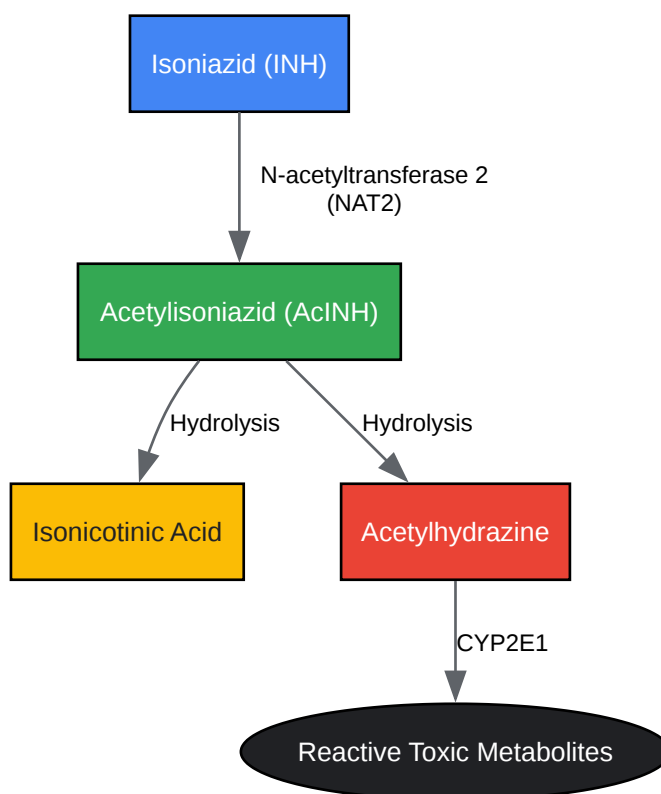 Isoniazid (INH)
N-acetyltransferase 2
(NAT2)
Acetylisoniazid (AcINH)
Hydrolysis
Hydrolysis
Isonicotinic Acid
Acetylhydrazine
CYP2E1
Reactive Toxic Metabolites